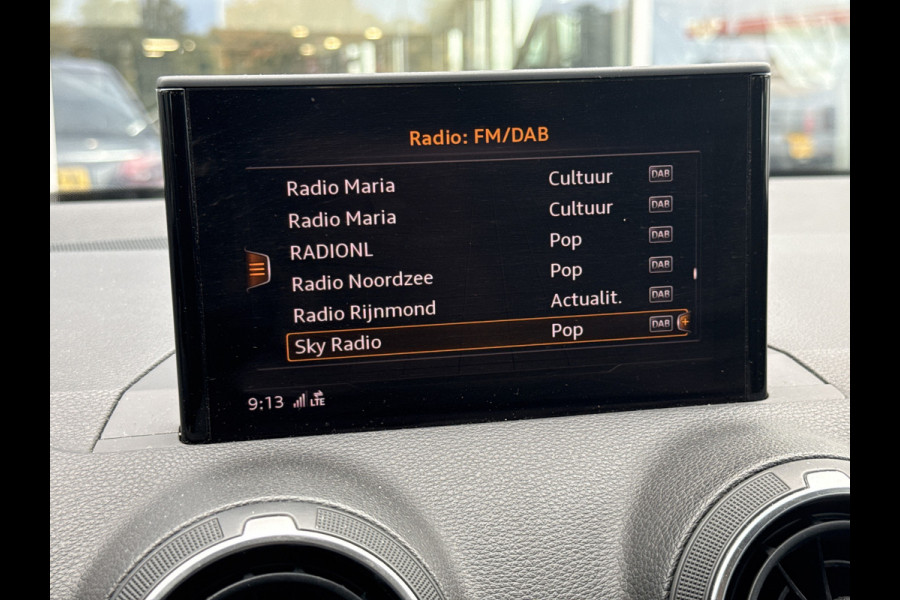 Radio: FM/DAB
Radio Maria Cultuur DAB
Radio Maria Cultuur DAB
RADIONL Pop DAB
Radio Noordzee Pop DAB
Radio Rijnmond Actualit. DAB
Sky Radio Pop DAB
9:13 LTE